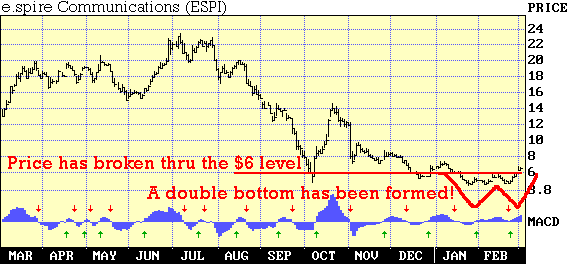 e.spire Communications (ESPI) PRICE
24
22
20
18
16
14
12
10
8
Price has broken thru the $6 level
6
A double bottom has been formed!
3.8
MACD
MAR APR MAY JUN JUL AUG SEP OCT NOV DEC JAN FEB